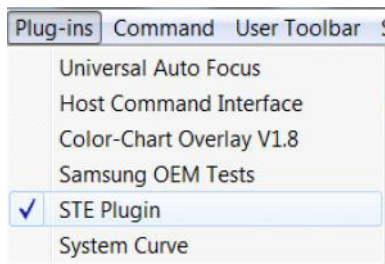 Plug-ins Command User Toolbar
Universal Auto Focus
Host Command Interface
Color-Chart Overlay V1.8
Samsung OEM Tests
STE Plugin
System Curve